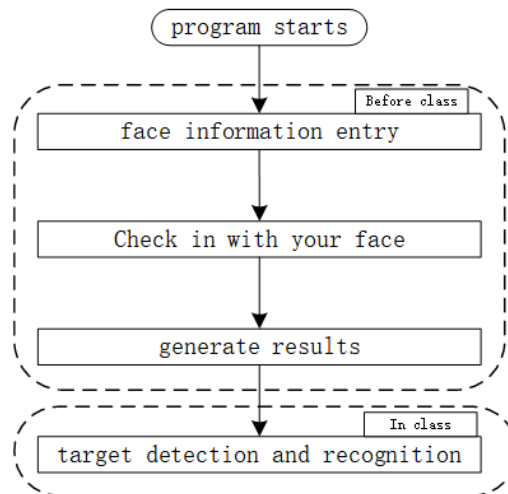 program starts
Before class
face information entry
Check in with your face
generate results
In class
target detection and recognition